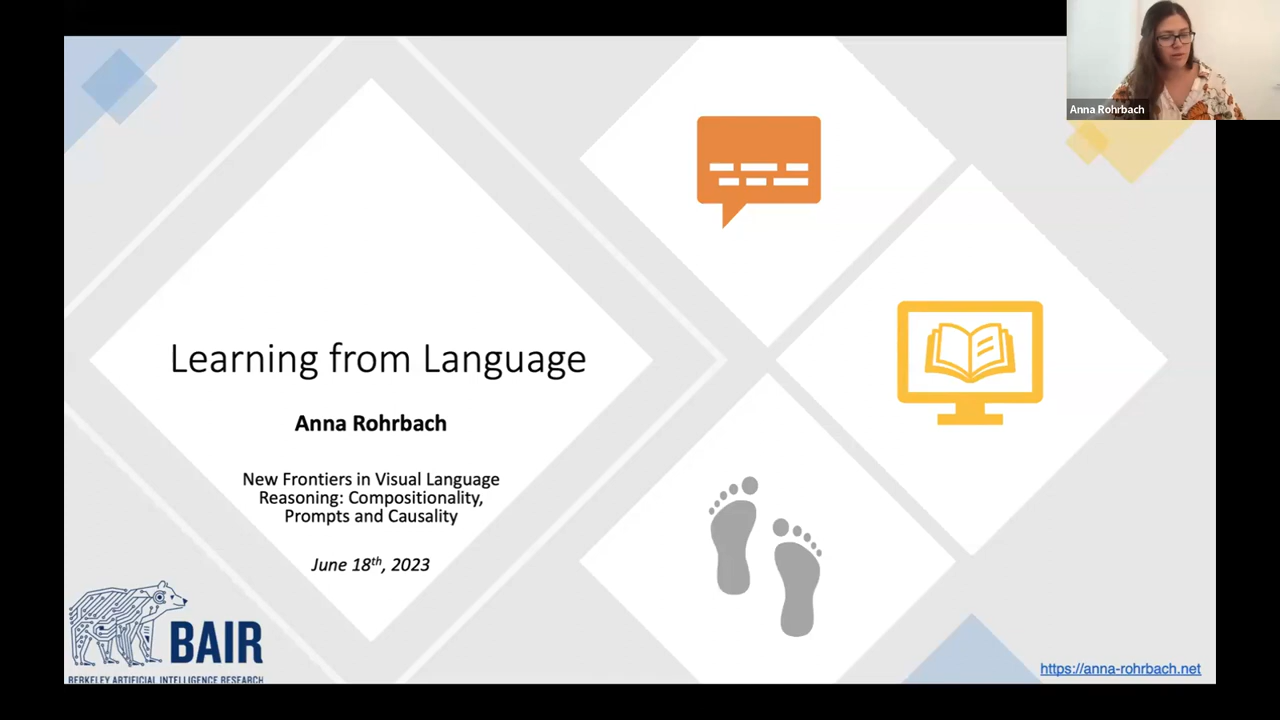 Anna Rohrbach
Learning from Language
Anna Rohrbach
New Frontiers in Visual Language
Reasoning: Compositionality,
Prompts and Causality
June 18th, 2023
BAIR
BERKELEY ARTIFICIAL INTELLIGENCE RESEARCH
https://anna-rohrbach.net